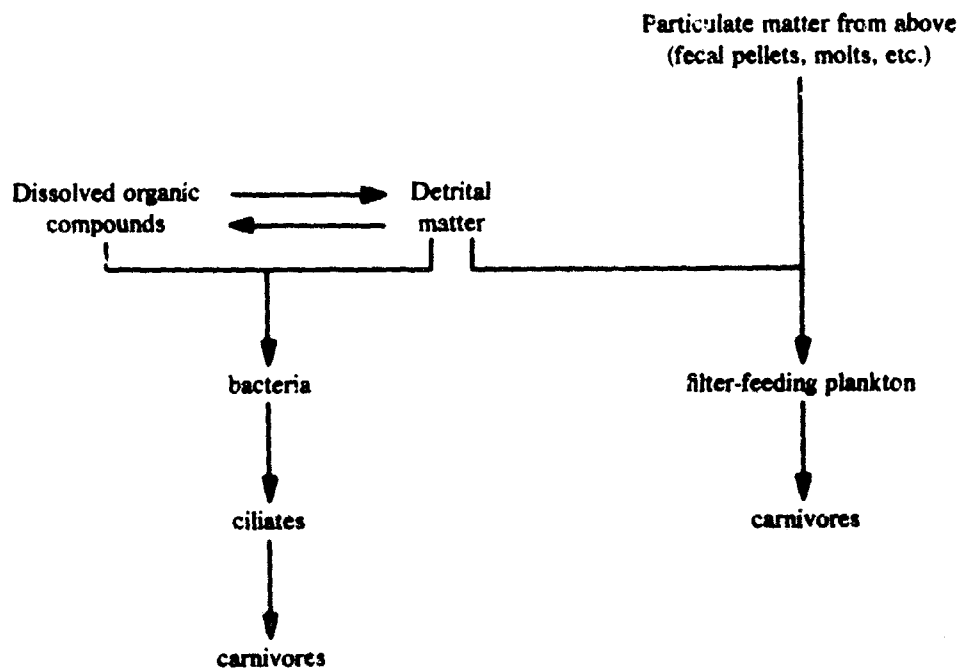 Particulate matter from above
(fecal pellets, molts, etc.)
Dissolved organic
compounds
Detrital
matter
bacteria
filter-feeding plankton
ciliates
carnivores
carnivores